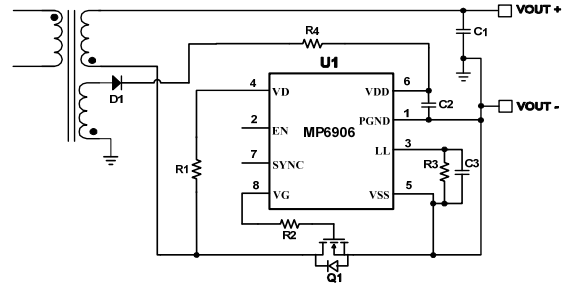 VOUT +
C1
R4
U1
D1
4
VD
VDD
6
C2
PGND
1
VOUT -
2
EN
MP6906
LL
3
R1
7
SYNC
R3
C3
8
VG
VSS
5
R2
Q1